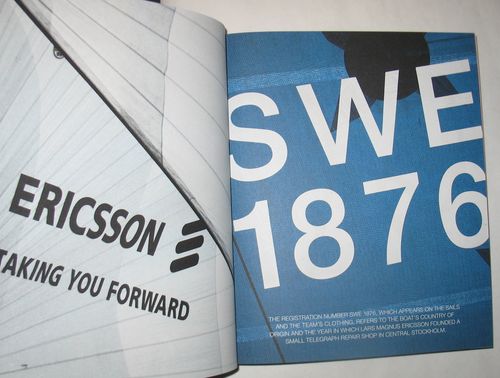 ERICSSON
TAKING YOU FORWARD
SWE
1876
THE REGISTRATION NUMBER SWE 1876, WHICH APPEARS ON THE SAILS
AND THE TEAM'S CLOTHING, REFERS TO THE BOAT'S COUNTRY OF
ORIGIN AND THE YEAR IN WHICH LARS MAGNUS ERICSSON FOUNDED A
SMALL TELEGRAPH REPAIR SHOP IN CENTRAL STOCKHOLM.